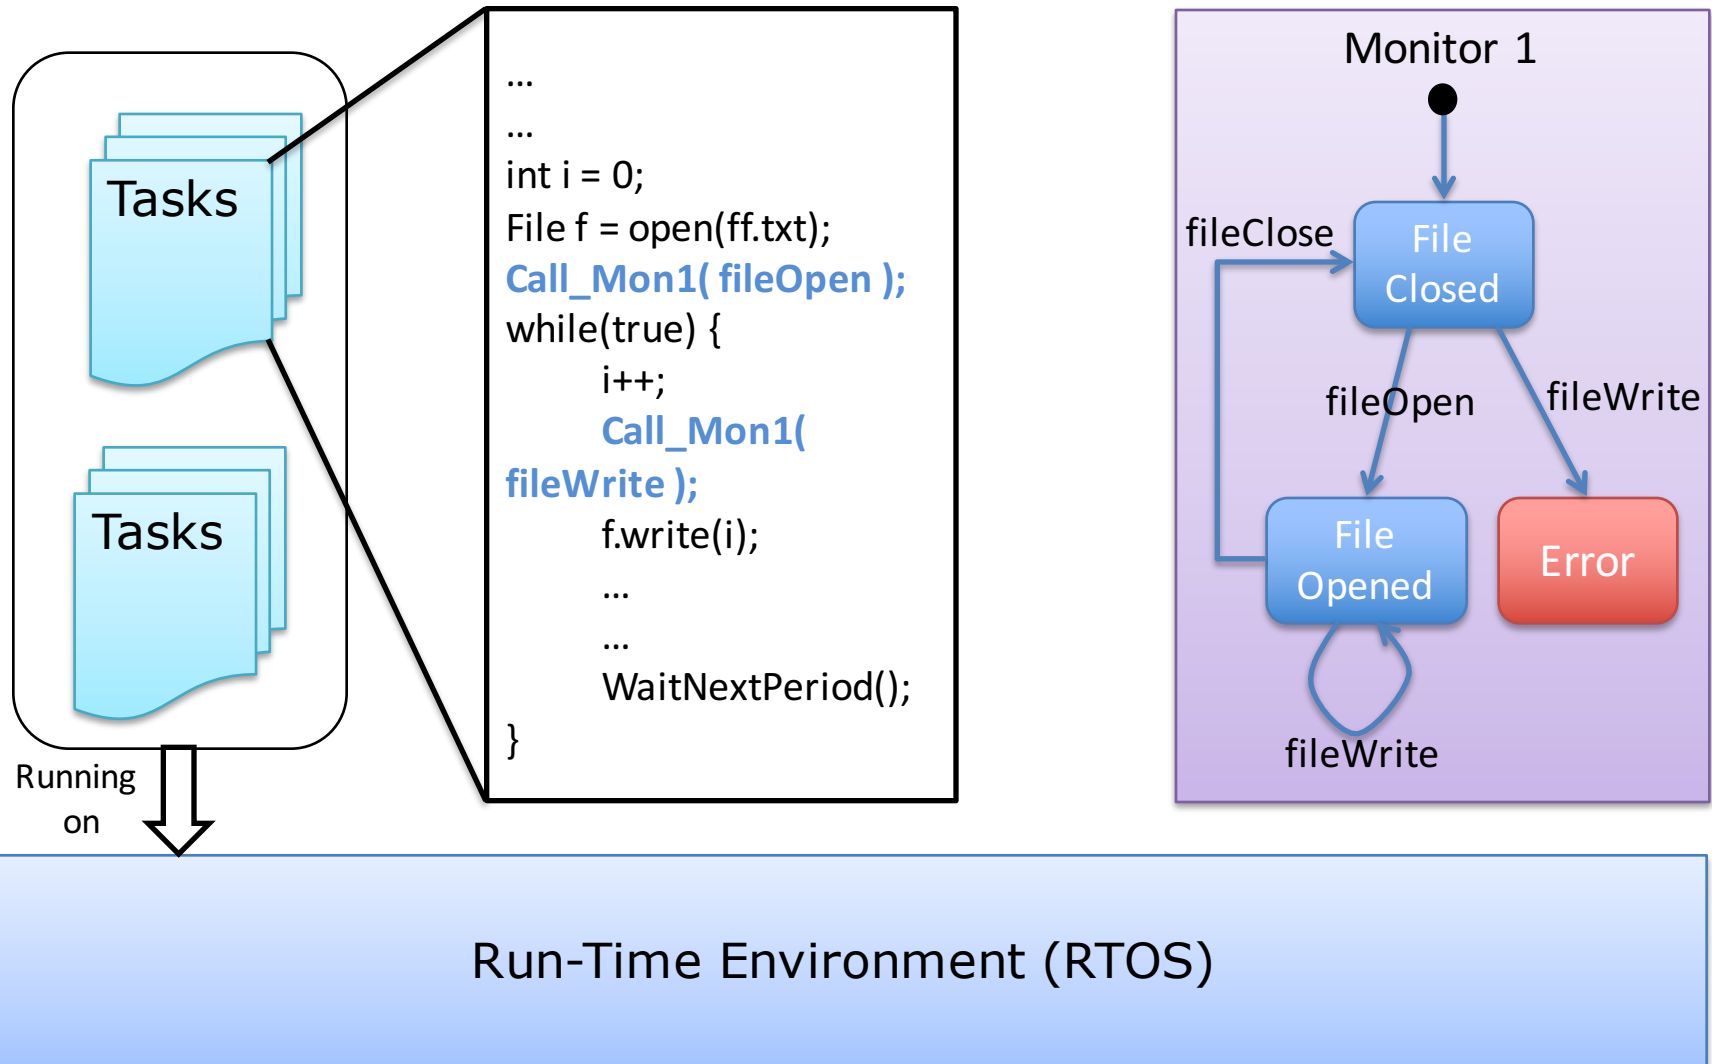 Tasks
Tasks
Running
on
...
...
int i = 0;
File f = open(ff.txt);
Call_Mon1( fileOpen );
while(true) {
i++;
Call_Mon1(
fileWrite );
f.write(i);
...
...
WaitNextPeriod();
}
Monitor 1
fileClose
File
Closed
fileOpen
fileWrite
File
Opened
Error
fileWrite
Run-Time Environment (RTOS)